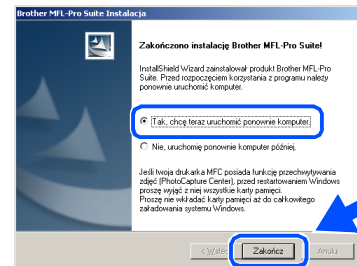 Brother MFL-Pro Suite Instalacja
Zakończono instalację Brother MFL-Pro Suite!
InstallShield Wizard zainstalował produkt Brother MFL-Pro
Suite. Przed rozpoczęciem korzystania z programu należy
ponownie uruchomić komputer.
Tak, chcę teraz uruchomić ponownie komputer.
Nie, uruchomię ponownie komputer później.
Jeśli twoja drukarka MFC posiada funkcję przechwytywania
zdjęć (PhotoCapture Center), przed restartowaniem Windows
proszę wyjąć z niej wszystkie karty pamięci.
Proszę nie wkładać karty pamięci aż do całkowitego
załadowania systemu Windows.
< Wstecz Zakończ Anuluj